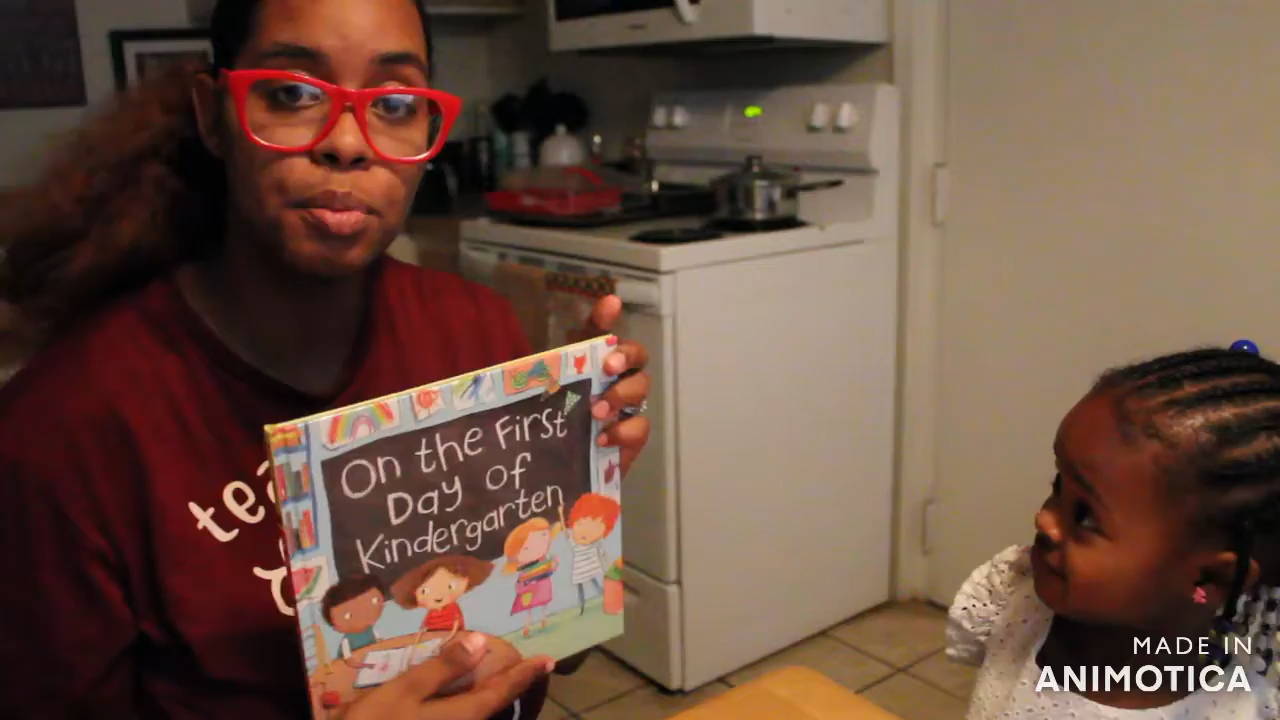 On the First
Day of
Kindergarten
MADE IN
ANIMOTICA